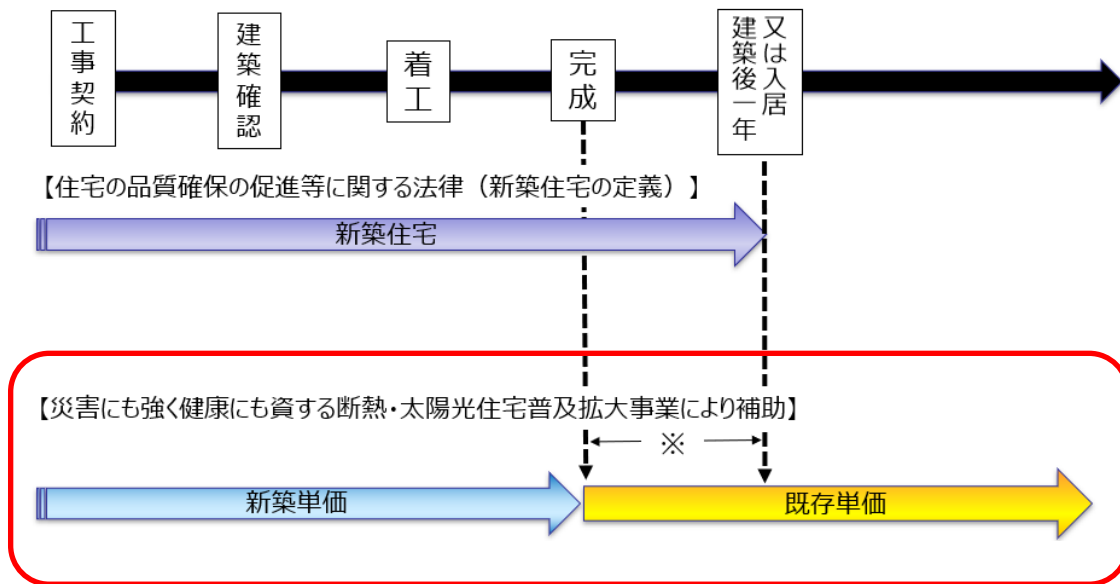 工事契約
建築確認
着工
完成
又は入居
建築後一年
【住宅の品質確保の促進等に関する法律（新築住宅の定義）】
新築住宅
【災害にも強く健康にも資する断熱・太陽光住宅普及拡大事業により補助】
※
新築単価
既存単価